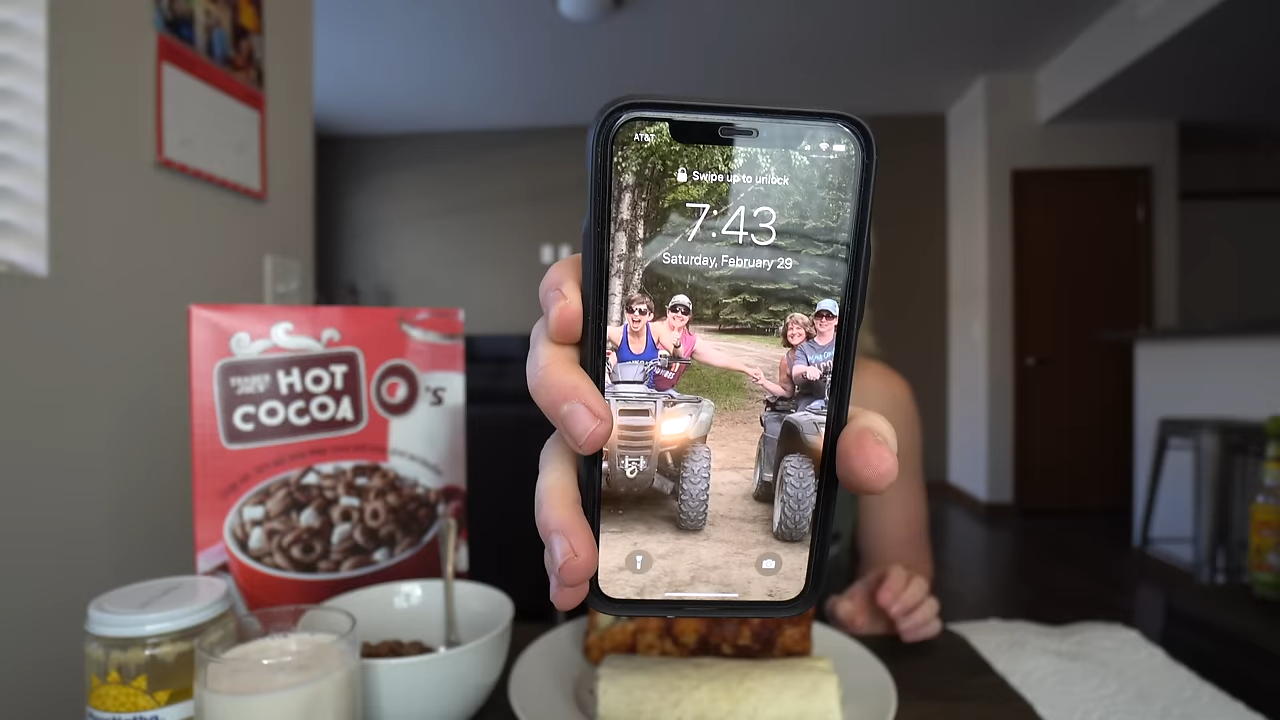 AT&T
Swipe up to unlock
7:43
Saturday, February 29
TRADER JOE'S
HOT
COCOA
O's